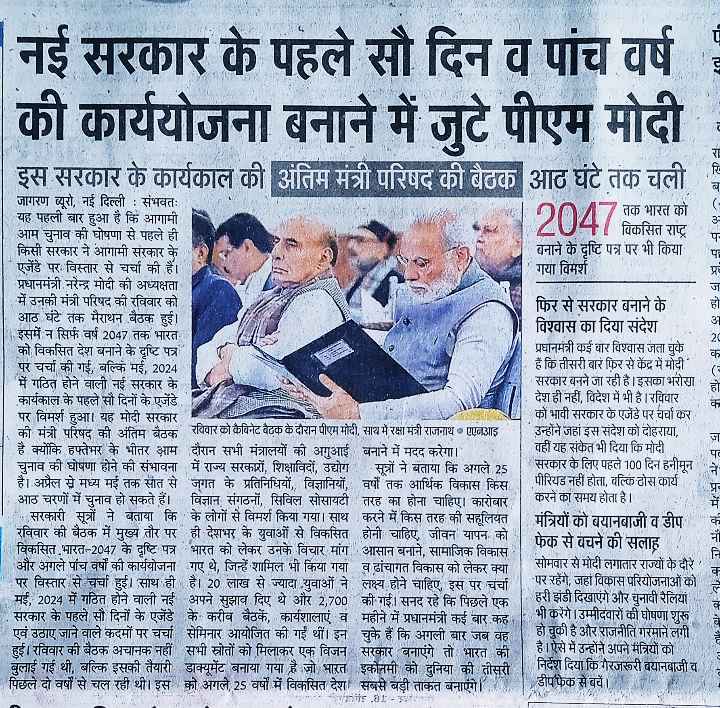 नई सरकार के पहले सौ दिन व पांच वर्ष
की कार्ययोजना बनाने में जुटे पीएम मोदी
इस सरकार के कार्यकाल की अंतिम मंत्री परिषद की बैठक आठ घंटे तक चली
जागरण ब्यूरो, नई दिल्ली : संभवतः
यह पहली बार हुआ है कि आगामी
आम चुनाव की घोषणा से पहले ही
किसी सरकार ने आगामी सरकार के
एजेंडे पर विस्तार से चर्चा की है।
प्रधानमंत्री नरेन्द्र मोदी की अध्यक्षता
में उनकी मंत्री परिषद की रविवार को
आठ घंटे तक मैराथन बैठक हुई।
इसमें न सिर्फ वर्ष 2047 तक भारत
को विकसित देश बनाने के दृष्टि पत्र
पर चर्चा की गई, बल्कि मई, 2024
में गठित होने वाली नई सरकार के
कार्यकाल के पहले सौ दिनों के एजेंडे
पर विमर्श हुआ। यह मोदी सरकार
की मंत्री परिषद की अंतिम बैठक
है क्योंकि हफ्तेभर के भीतर आम
चुनाव की घोषणा होने की संभावना
है। अप्रैल से मध्य मई तक सात से
आठ चरणों में चुनाव हो सकते हैं।
सरकारी सूत्रों ने बताया कि
रविवार की बैठक में मुख्य तौर पर
विकसित भारत-2047 के दृष्टि पत्र
और अगले पांच वर्षों की कार्ययोजना
पर विस्तार से चर्चा हुई। साथ ही
मई, 2024 में गठित होने वाली नई
सरकार के पहले सौ दिनों के एजेंडे
एवं उठाए जाने वाले कदमों पर चर्चा
हुई। रविवार की बैठक अचानक नहीं
बुलाई गई थी, बल्कि इसकी तैयारी
पिछले दो वर्षों से चल रही थी। इस
रविवार को कैबिनेट बैठक के दौरान पीएम मोदी, साथ में रक्षा मंत्री राजनाथ ● एएनआइ
दौरान सभी मंत्रालयों को अगुआई
में राज्य सरकारों, शिक्षाविदों, उद्योग
जुगत के प्रतिनिधियों, विज्ञानियों,
विज्ञान संगठनों, सिविल सोसायटी
के लोगों से विमर्श किया गया। साथ
ही देशभर के युवाओं से विकसित
भारत को लेकर उनके विचार मांग
गए थे, जिन्हें शामिल भी किया गया
है। 20 लाख से ज्यादा युवाओं ने
अपने सुझाव दिए थे और 2,700
के करीब बैठकें, कार्यशालाएं व
सेमिनार आयोजित की गईं थीं। इन
सभी स्रोतों को मिलाकर एक विजन
डाक्यूमेंट बनाया गया है जो भारत
को अगले 25 वर्षों में विकसित देश
बनाने में मदद करेगा।
सूत्रों ने बताया कि अगले 25
वर्षों तक आर्थिक विकास किस
तरह का होना चाहिए। कारोबार
करने में किस तरह की सहूलियत
होनी चाहिए, जीवन यापन को
आसान बनाने, सामाजिक विकास
व ढांचागत विकास को लेकर क्या
लक्ष्य होने चाहिए, इस पर चर्चा
की गई। सनद रहे कि पिछले एक
महीने में प्रधानमंत्री कई बार कह
चुके हैं कि अगली बार जब वह
सरकार बनाएंगे तो भारत की
इकोनमी को दुनिया की तीसरी
सबसे बड़ी ताकत बनाएंगे।
2047 तक भारत को
विकसित राष्ट्र
बनाने के दृष्टि पत्र पर भी किया
गया विमर्श
फिर से सरकार बनाने के
विश्वास का दिया संदेश
प्रधानमंत्री कई बार विश्वास जता चुके
हैं कि तीसरी बार फिर से केंद्र में मोदी
सरकार बनने जा रही है। इसका भरोसा
देश ही नहीं, विदेश में भी है। रविवार
को भावी सरकार के एजेंडे पर चर्चा कर
उन्होंने जहां इस संदेश को दोहराया,
वहीं यह संकेत भी दिया कि मोदी
सरकार के लिए पहले 100 दिन हनीमून
पीरियड नहीं होता, बल्कि ठोस कार्य
करने का समय होता है।
मंत्रियों को बयानबाजी व डीप
फेक से बचने की सलाह
सोमवार से मोदी लगातार राज्यों के दौरे
पर रहेंगे, जहां विकास परियोजनाओं को
हरी झंडी दिखाएंगे और चुनावी रैलियां
भी करेंगे। उम्मीदवारों की घोषणा शुरू
हो चुकी है और राजनीति गरमाने लगी
है। ऐसे में उन्होंने अपने मंत्रियों को
निर्देश दिया कि गैरजरूरी बयानबाजी व
डीपफेक से बचें।